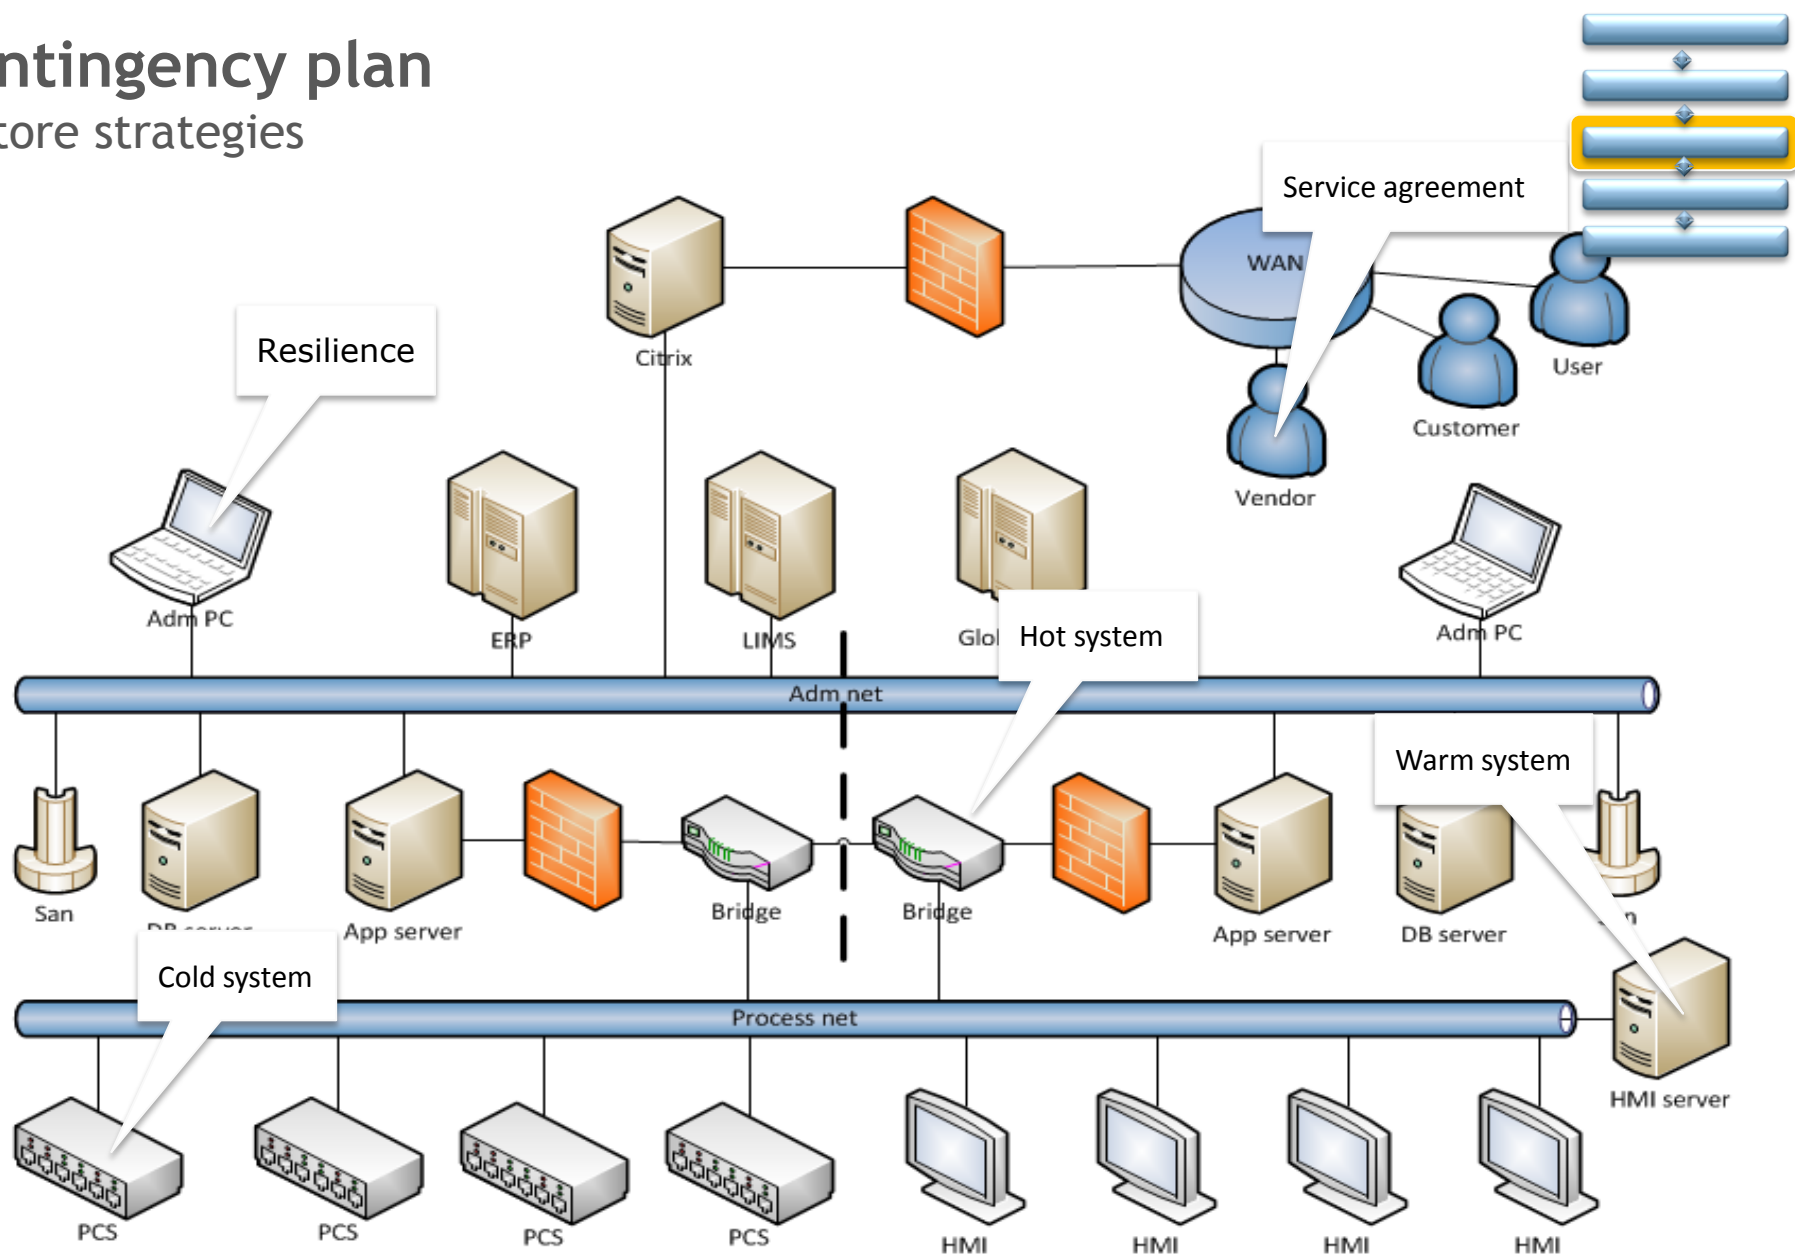 ntingency plan
tore strategies
Service agreement
WAN
Resilience
Citrix
User
Customer
Vendor
Adm PC
ERP
LIMS
Hot system
Adm PC
Adm net
Warm system
San
App server
Bridge
Bridge
App server
DB server
Cold system
Process net
HMI server
PCS
PCS
PCS
PCS
HMI
HMI
HMI
HMI